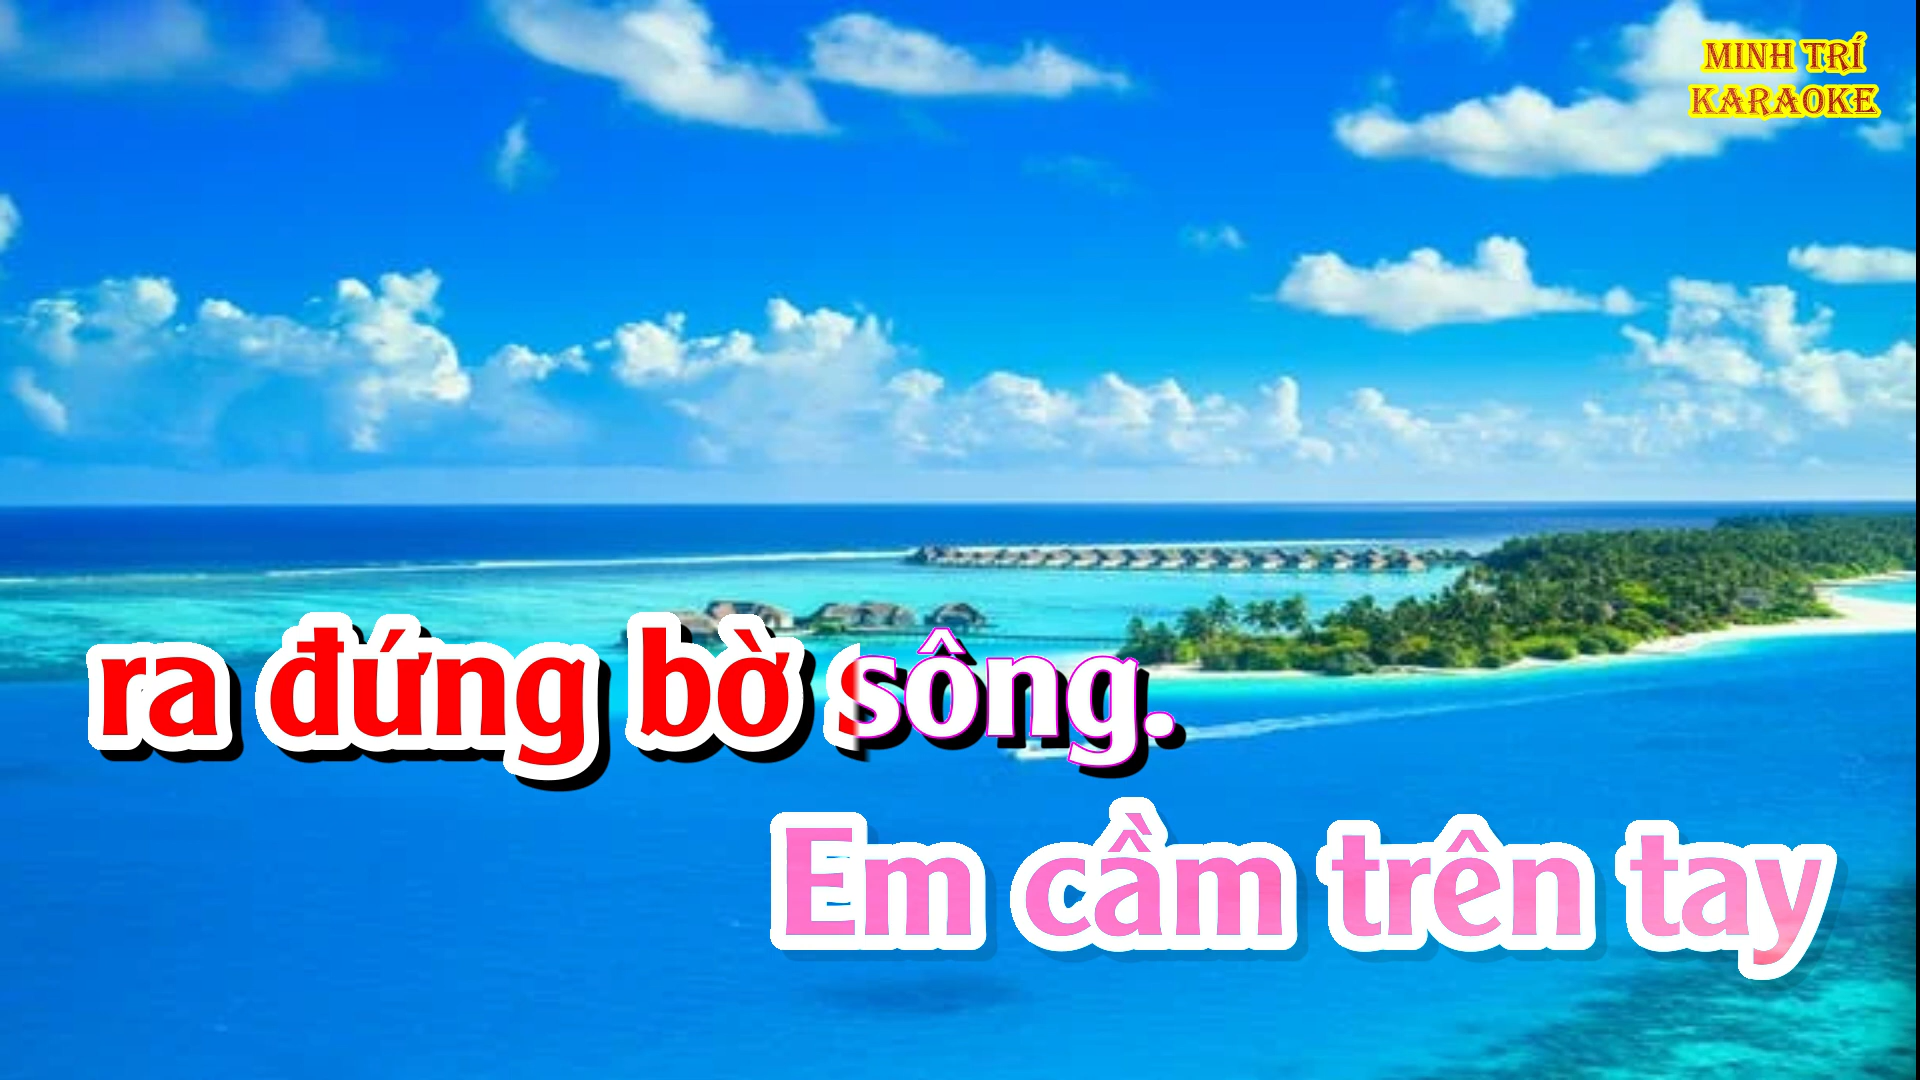 MINH TRÍ
KARAOKE
ra đứng bờ sông.
Em cầm trên tay